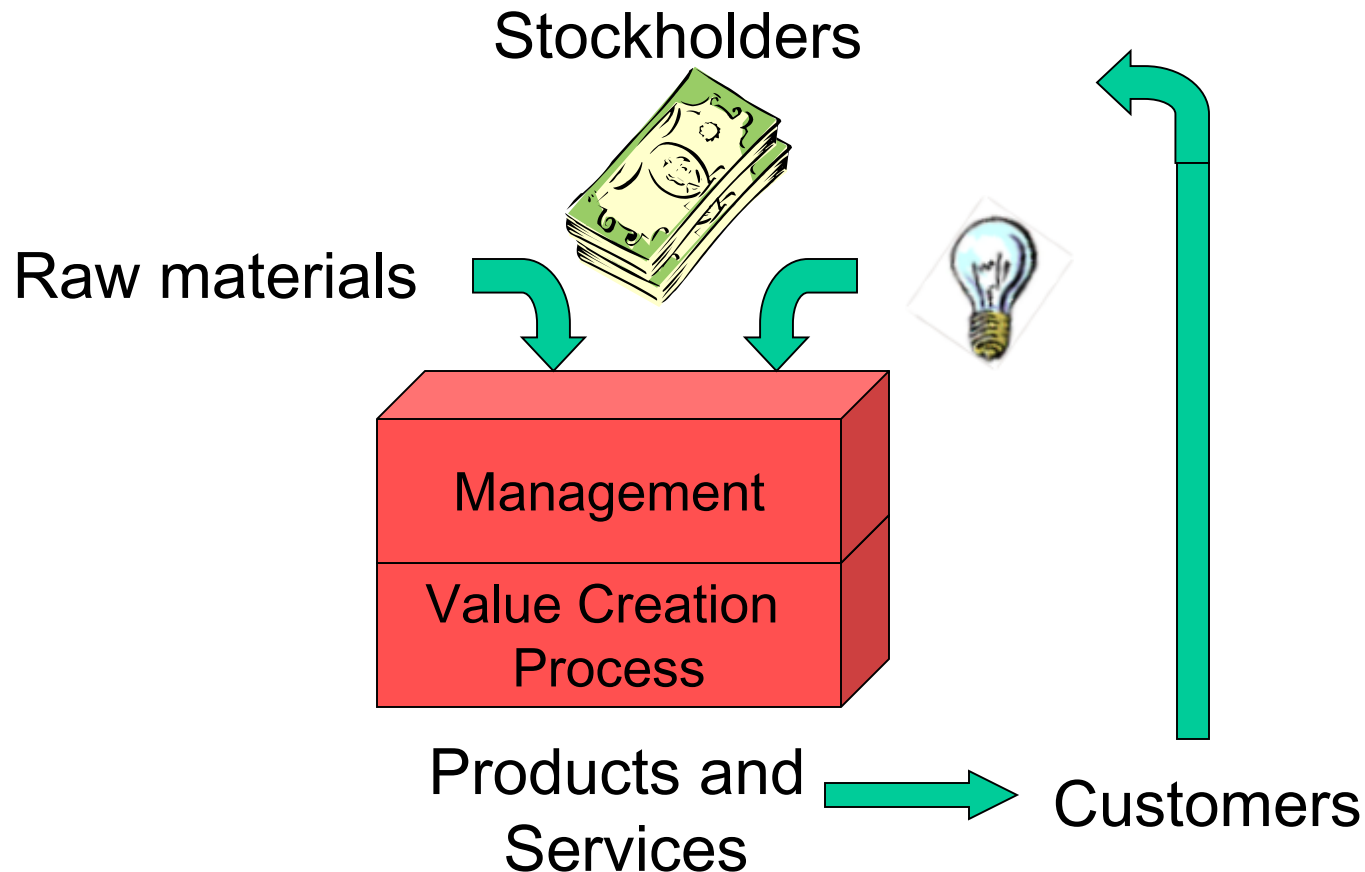 Stockholders
Raw materials
Management
Value Creation
Process
Products and
Services
Customers